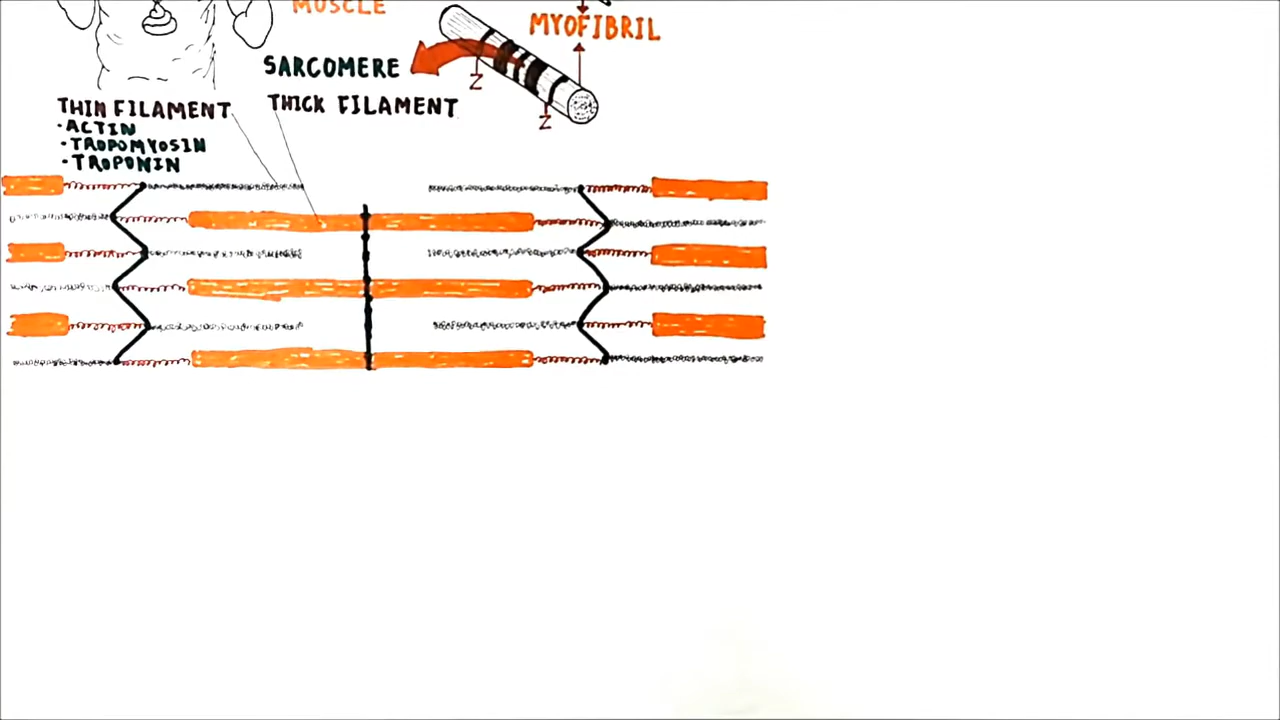 MUSCLE
MYOFIBRIL
SARCOMERE
Z
Z
THIN FILAMENT
THICK FILAMENT
·ACTIN
·TROPOMYOSIN
·TROPONIN